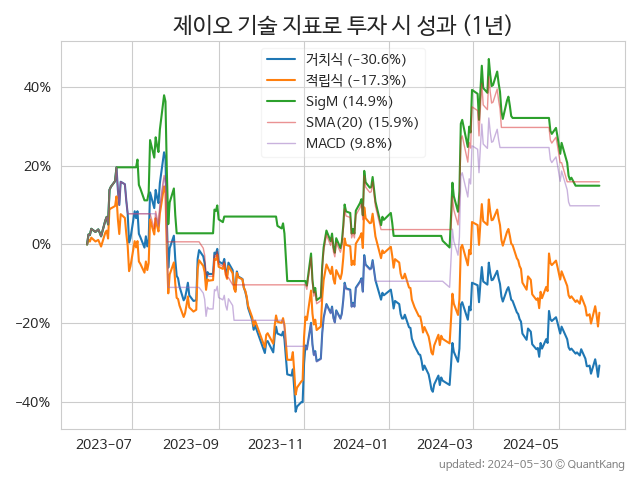 제이오 기술 지표로 투자 시 성과 (1년)
거치식 (−30.6%)
적립식 (−17.3%)
SigM (14.9%)
SMA(20) (15.9%)
MACD (9.8%)
40%
20%
0%
−20%
−40%
2023-07 2023-09 2023-11 2024-01 2024-03 2024-05
updated: 2024-05-30 © QuantKang